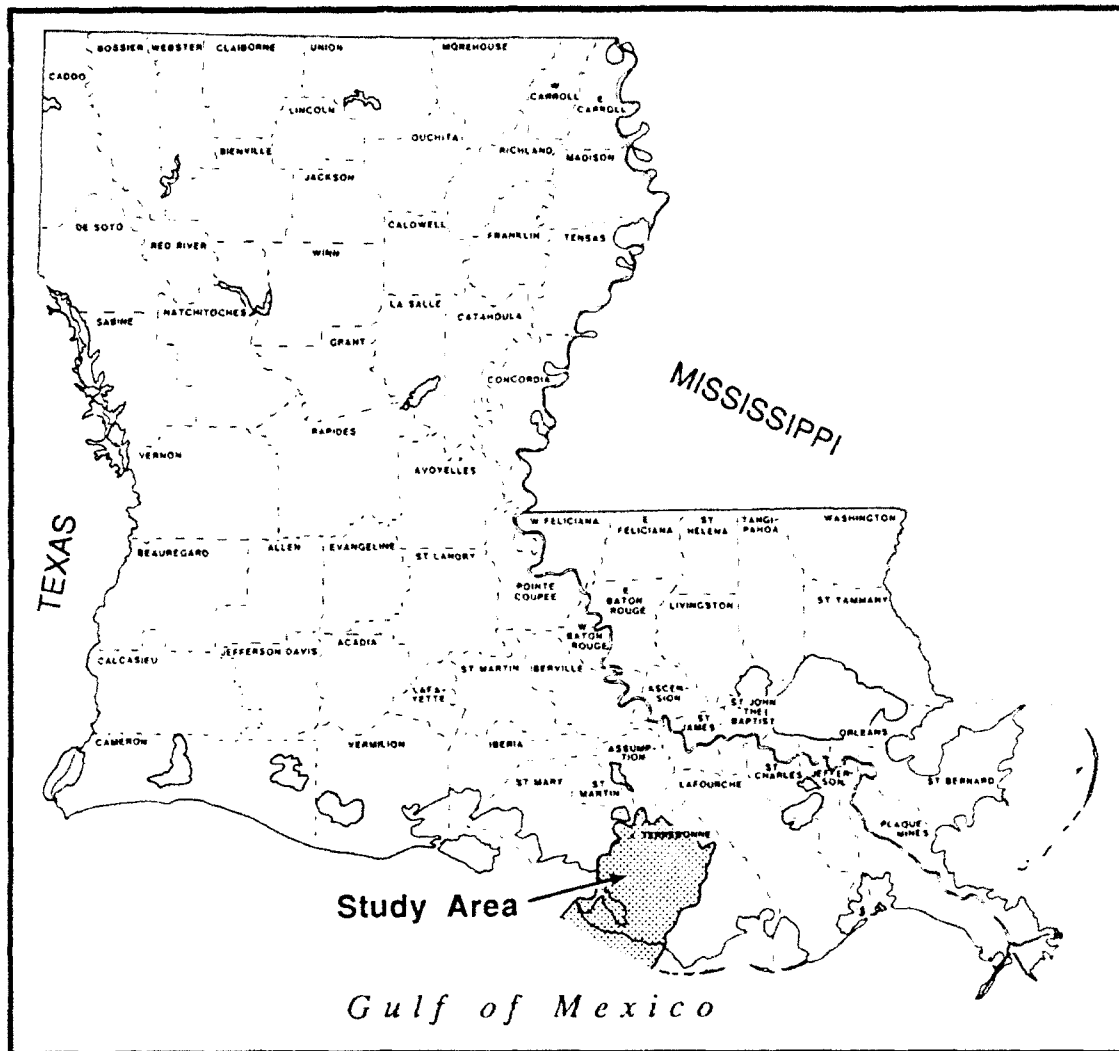 BOSSIER
WEBSTER
CLAIBORNE
UNION
MOREHOUSE
CADDO
W
CARROLL
E
CARROLL
LINCOLN
OUCHITA
RICHLAND
MADISON
BIENVILLE
JACKSON
DE SOTO
RED RIVER
WINN
CALDWELL
FRANKLIN
TENSAS
SABINE
NATCHITOCHES
GRANT
LA SALLE
CATAHOULA
CONCORDIA
MISSISSIPPI
VERNON
RAPIDES
AVOYELLES
TEXAS
BEAUREGARD
ALLEN
EVANGELINE
ST LANDRY
W FELICIANA
E
FELICIANA
ST
HELENA
TANGI-
PAHOA
WASHINGTON
POINTE
COUPEE
E
BATON
ROUGE
LIVINGSTON
ST TAMMANY
W
BATON
ROUGE
CALCASIEU
JEFFERSON DAVIS
ACADIA
LAFA-
YETTE
ST MARTIN
IBERVILLE
ASCEN-
SION
ST
JAMES
ST JOHN
THE
BAPTIST
ORLEANS
CAMERON
VERMILION
IBERIA
ASSUMP-
TION
ST MARY
ST
MARTIN
LAFOURCHE
ST
CHARLES
JEFFER-
SON
ST BERNARD
PLAQUE-
MINES
TERREBONNE
Study Area
Gulf of Mexico